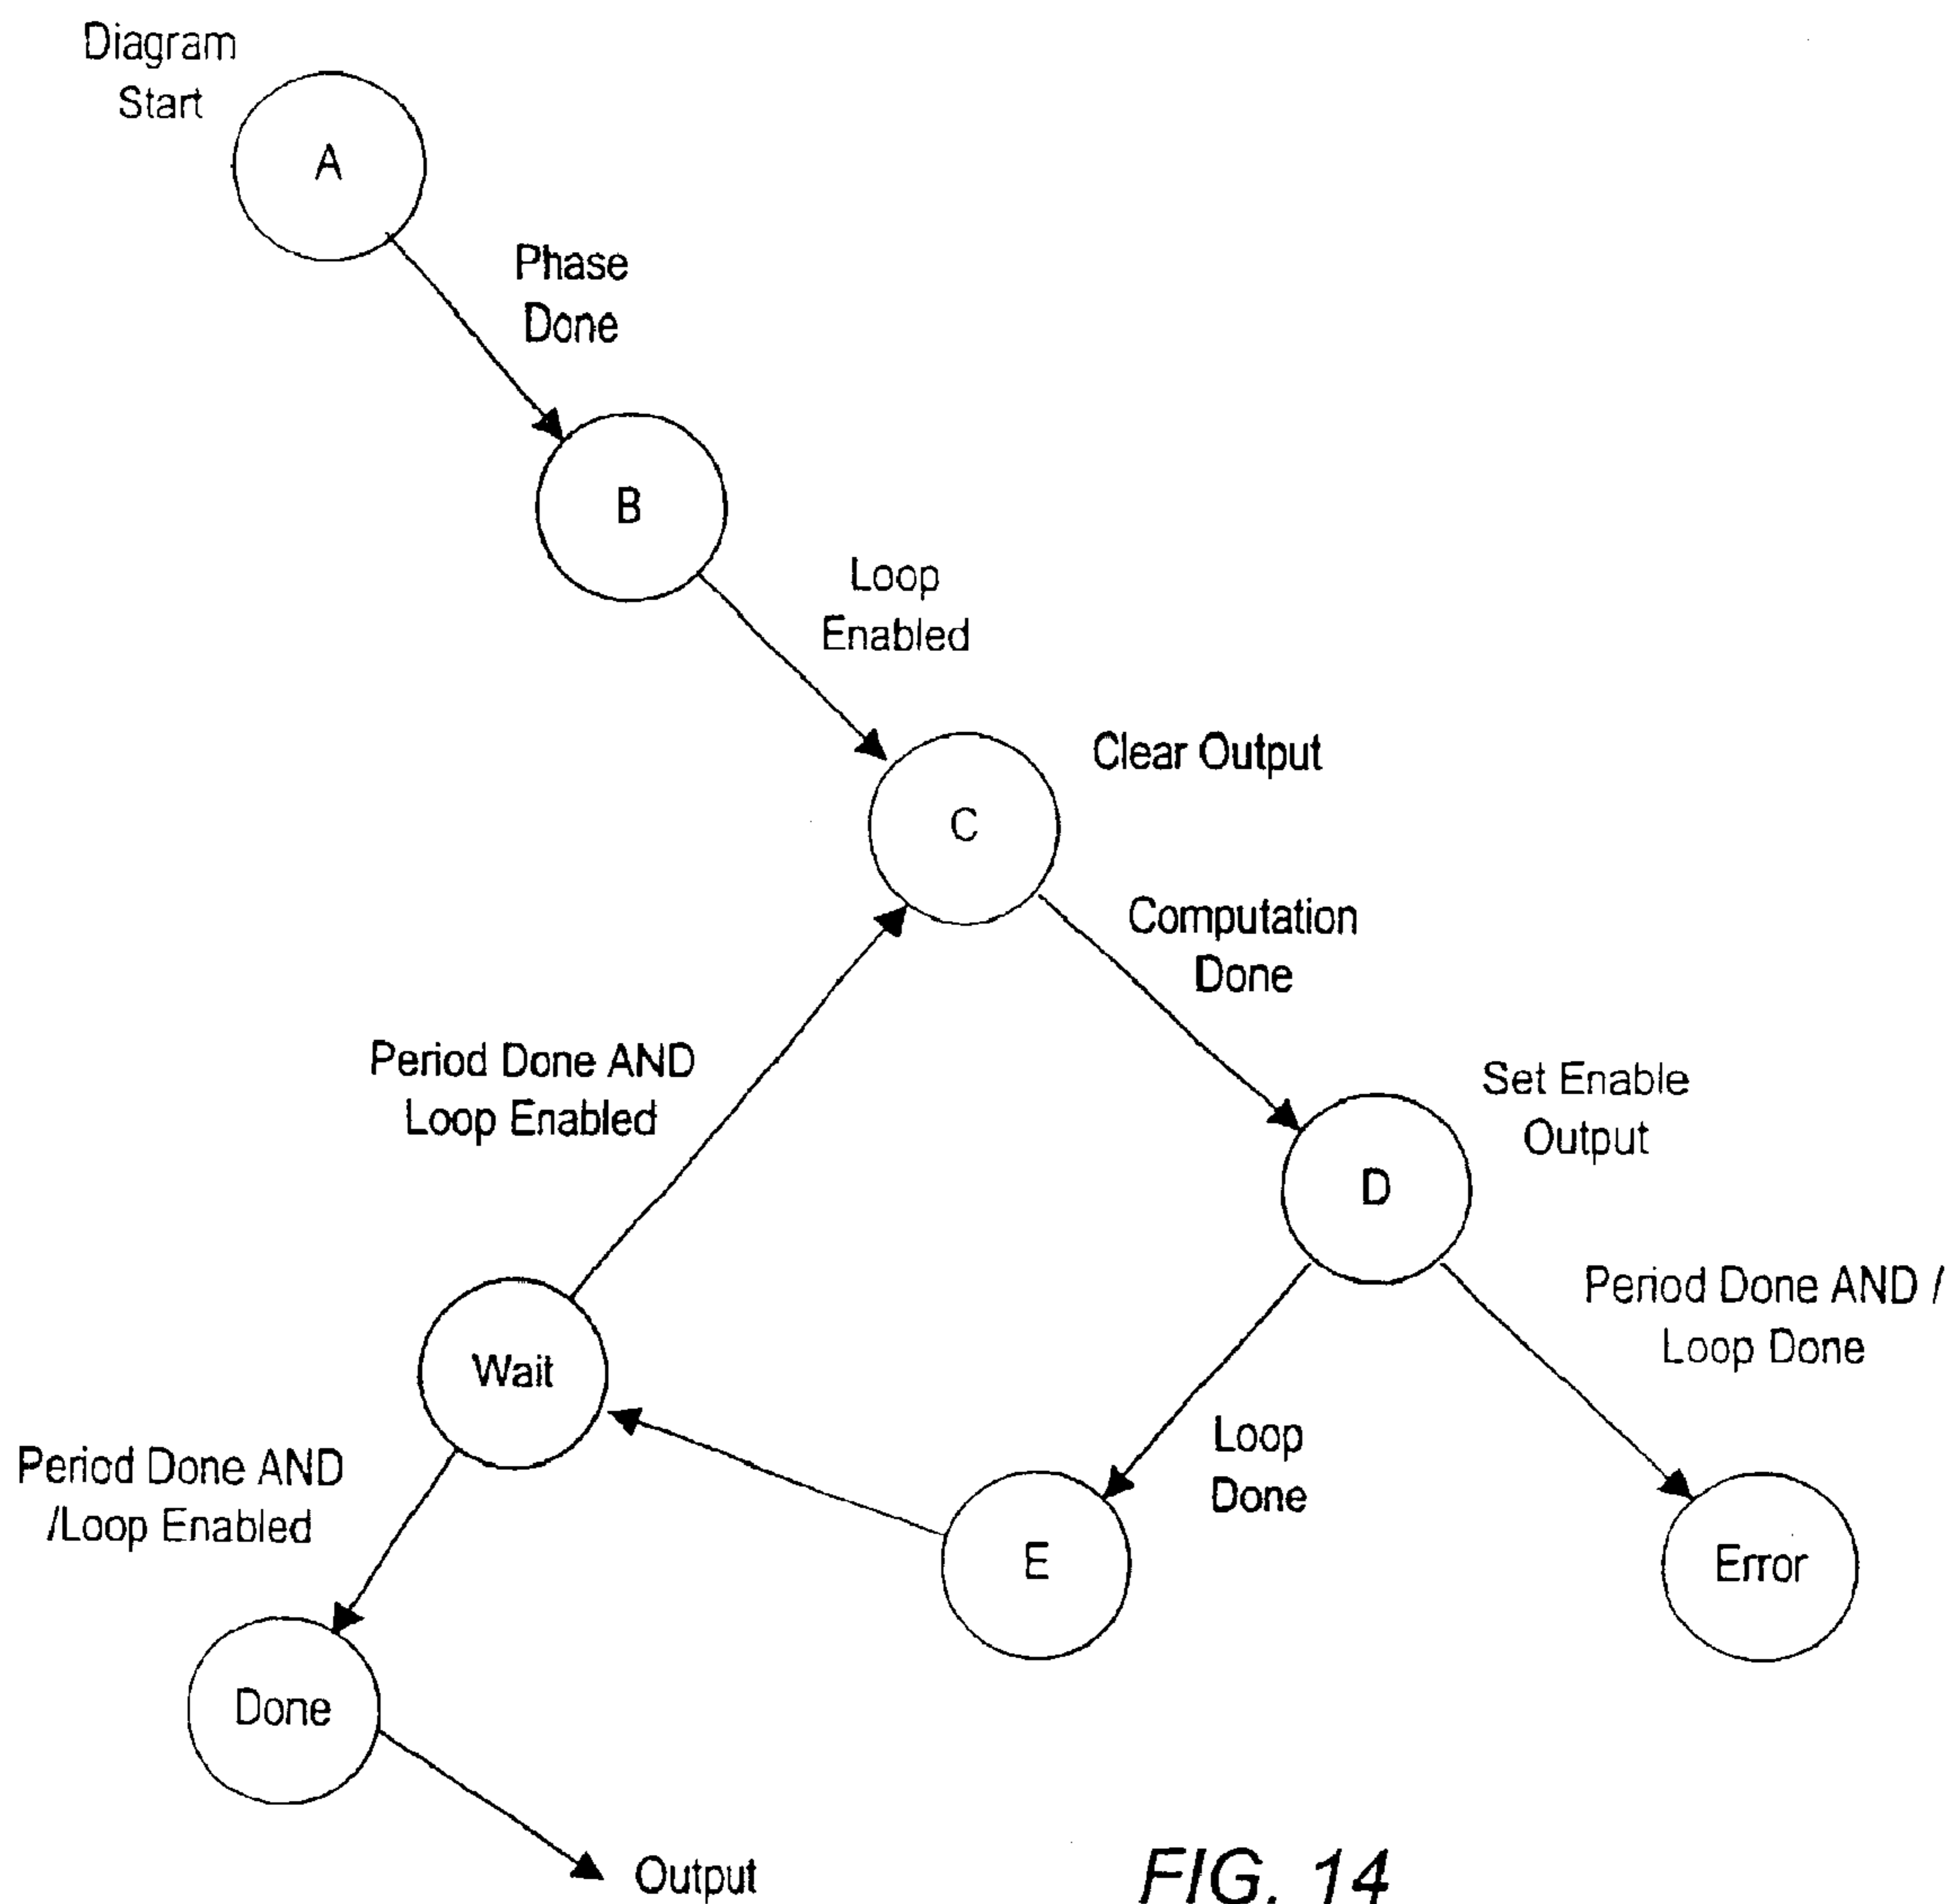 Diagram
Start
A
Phase
Done
B
Loop
Enabled
Clear Output
C
Computation
Done
Period Done AND
Loop Enabled
Set Enable
Output
D
Period Done AND /
Loop Done
Wait
Loop
Done
Period Done AND
/Loop Enabled
E
Error
Done
Output
FIG. 14